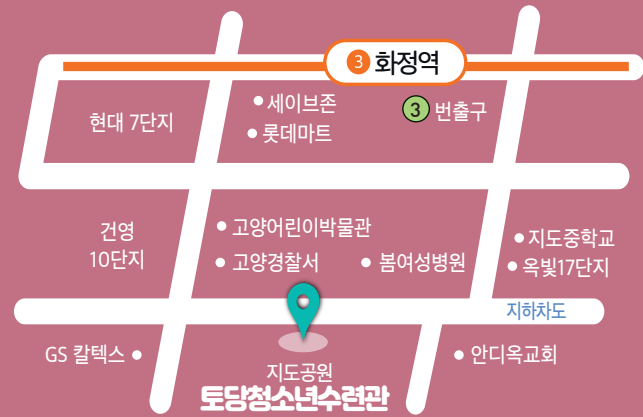 3 화정역
현대 7단지
세이브존
롯데마트
3 번출구
건영
10단지
고양어린이박물관
고양경찰서
봄여성병원
지도중학교
옥빛17단지
지하차도
GS 칼텍스
지도공원
토당청소년수련관
안디옥교회